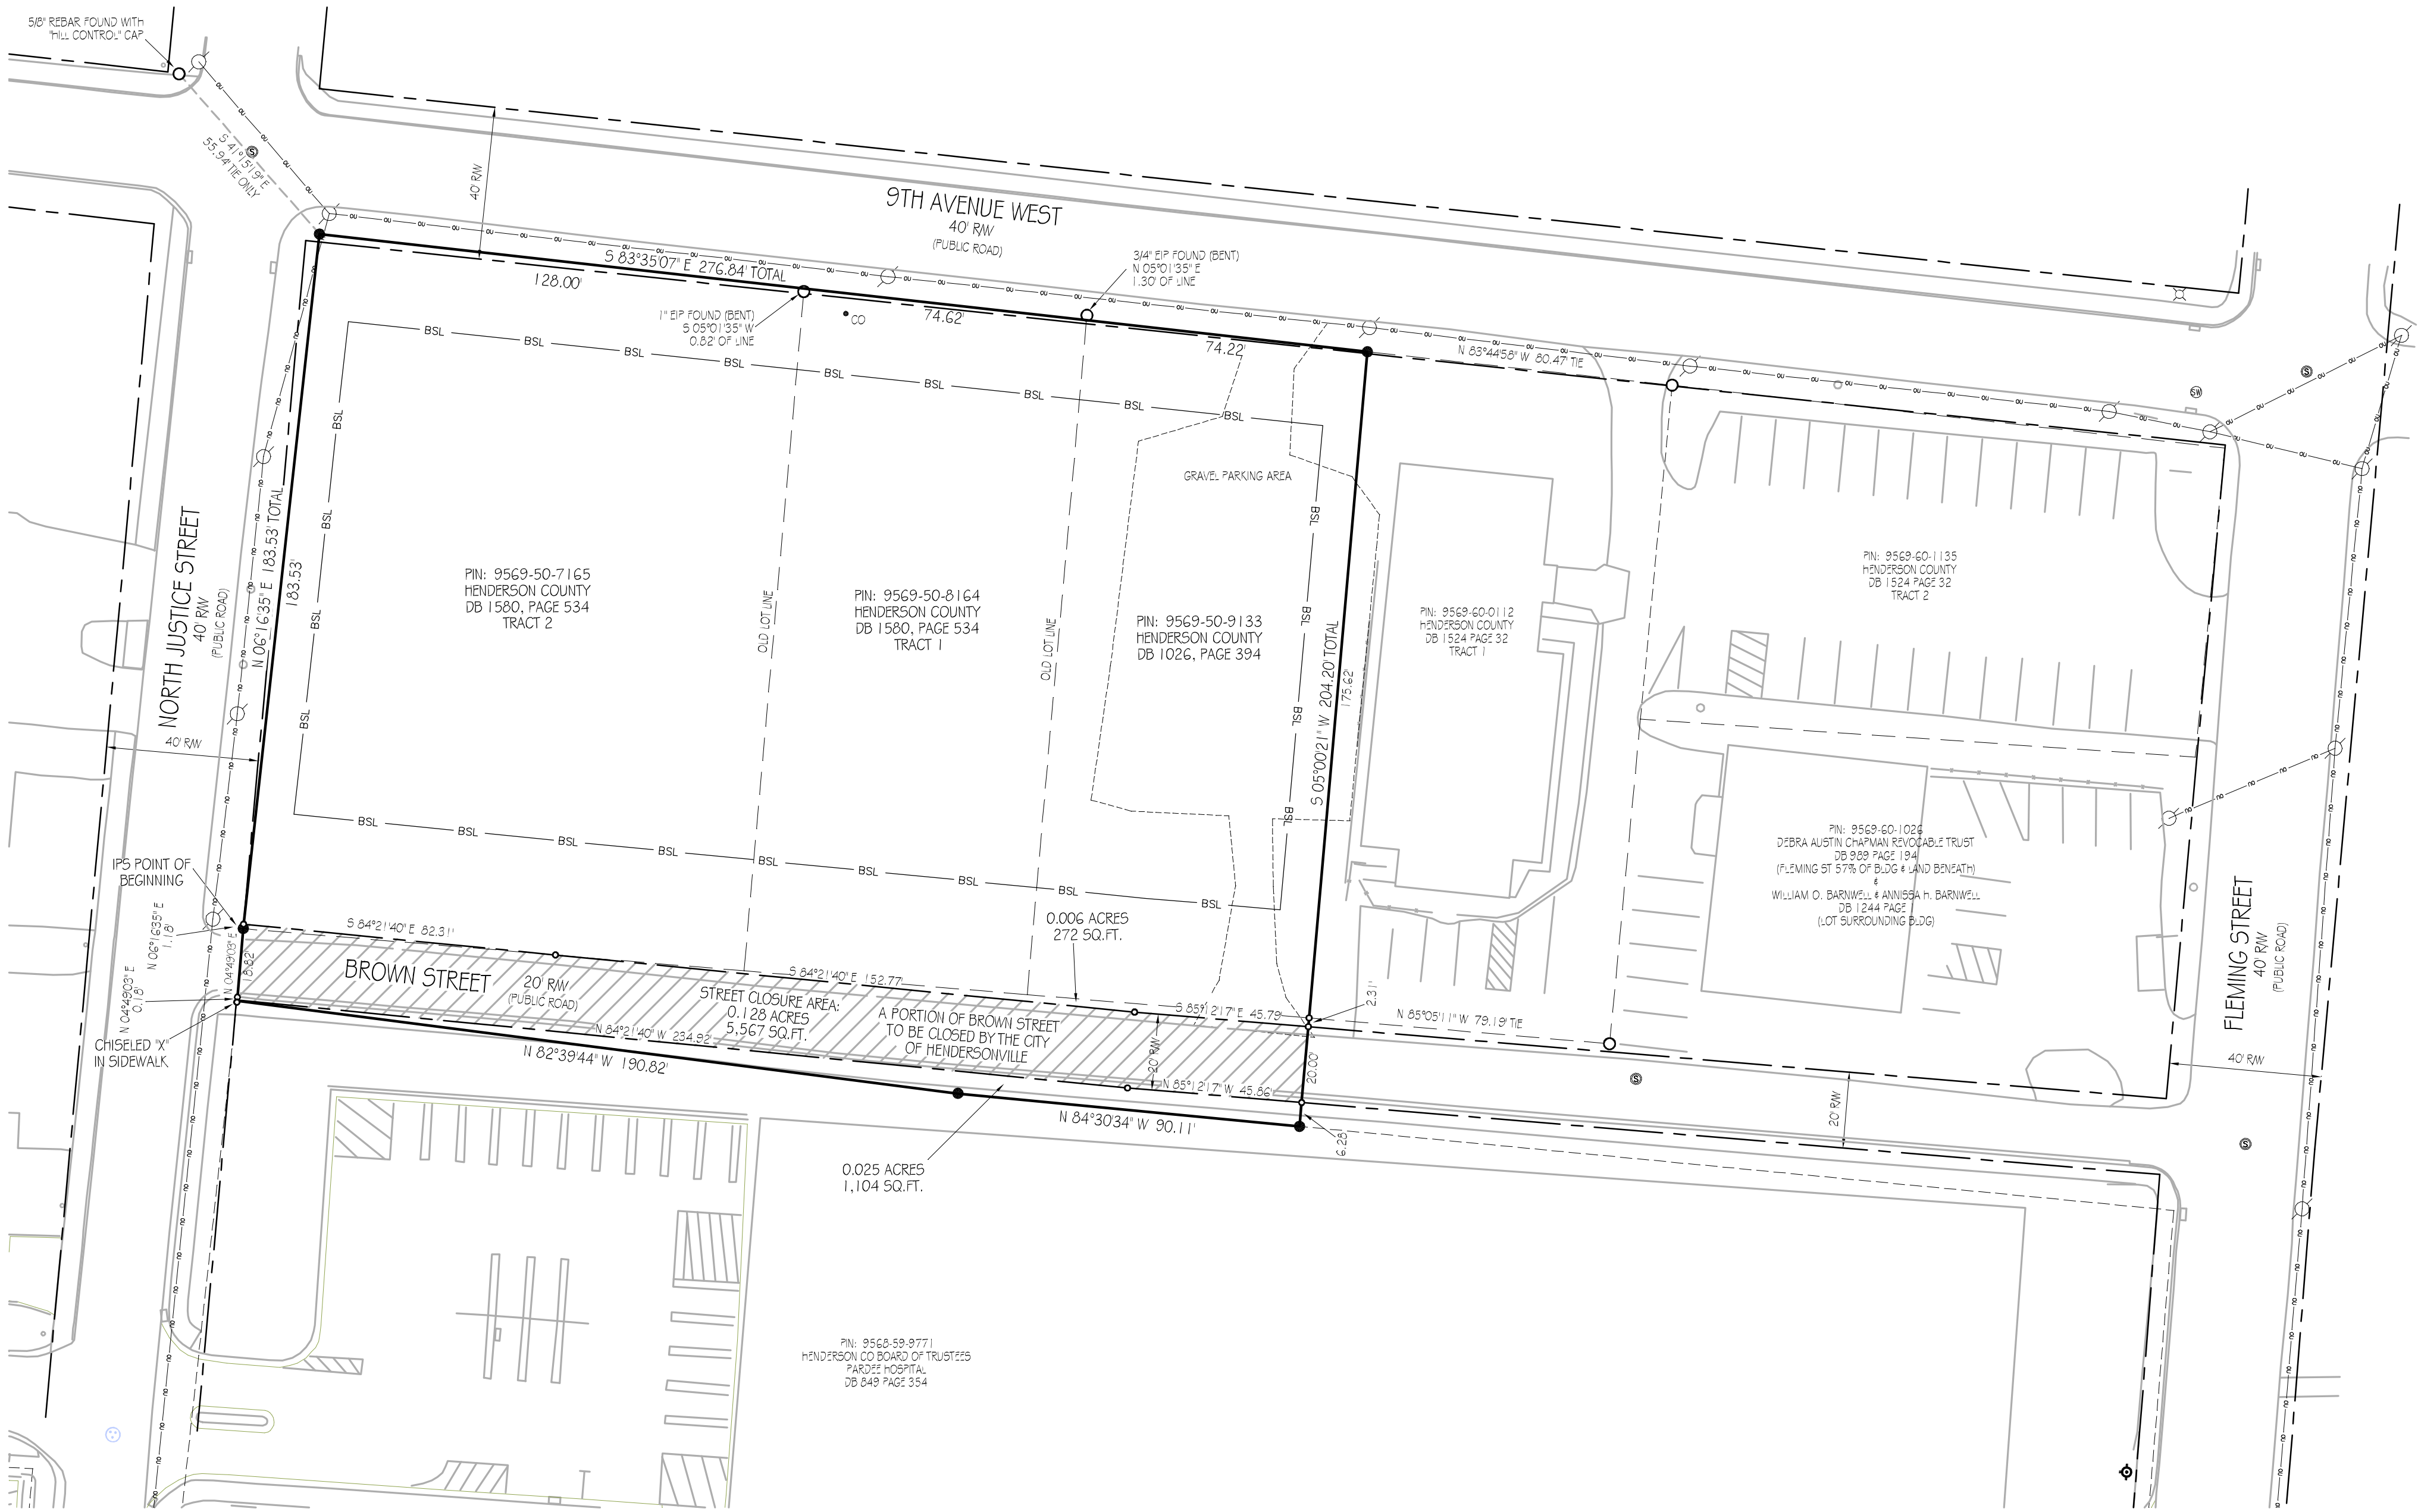 5/8" REBAR FOUND WITH
"HILL CONTROL" CAP
S 41°15'19" E
55.94' TIE ONLY
40' R/W
9TH AVENUE WEST
40' R/W
(PUBLIC ROAD)
3/4" EIP FOUND (BENT)
N 05°01'35" E
1.30' OF LINE
S 83°35'07" E 276.84' TOTAL
128.00'
1" EIP FOUND (BENT)
S 05°01'35" W
0.82' OF LINE
CO
74.62'
74.22'
N 83°44'58" W 80.47' TIE
SW
S
GRAVEL PARKING AREA
NORTH JUSTICE STREET
40' R/W
(PUBLIC ROAD)
N 06°16'35" E 183.53' TOTAL
183.53'
40' R/W
PIN: 9569-50-7165
HENDERSON COUNTY
DB 1580, PAGE 534
TRACT 2
OLD LOT LINE
PIN: 9569-50-8164
HENDERSON COUNTY
DB 1580, PAGE 534
TRACT 1
OLD LOT LINE
PIN: 9569-50-9133
HENDERSON COUNTY
DB 1026, PAGE 394
S 05°00'21" W 204.20' TOTAL
175.62'
PIN: 9569-60-0112
HENDERSON COUNTY
DB 1524 PAGE 32
TRACT 1
PIN: 9569-60-1135
HENDERSON COUNTY
DB 1524 PAGE 32
TRACT 2
PIN: 9569-60-1026
DEBRA AUSTIN CHAPMAN REVOCABLE TRUST
DB 989 PAGE 194
(FLEMING ST 57% OF BLDG & LAND BENEATH)
&
WILLIAM O. BARNWELL & ANNISSA H. BARNWELL
DB 1244 PAGE
(LOT SURROUNDING BLDG)
FLEMING STREET
40' R/W
(PUBLIC ROAD)
40' R/W
BSL
IPS POINT OF
BEGINNING
N 06°16'35" E
1.18'
N 04°49'03" E
18.82'
N 04°49'03" E
0.18'
CHISELED "X"
IN SIDEWALK
S 84°21'40" E 82.31'
BROWN STREET
20' R/W
(PUBLIC ROAD)
S 84°21'40" E 152.77'
STREET CLOSURE AREA:
0.128 ACRES
5,567 SQ.FT.
0.006 ACRES
272 SQ.FT.
A PORTION OF BROWN STREET
TO BE CLOSED BY THE CITY
OF HENDERSONVILLE
S 85°12'17" E 45.79'
2.31'
N 85°05'11" W 79.19' TIE
20' R/W
20.00'
N 84°21'40" W 234.92'
N 85°12'17" W 45.86'
N 82°39'44" W 190.82'
N 84°30'34" W 90.11'
6.28'
S
20' R/W
S
0.025 ACRES
1,104 SQ.FT.
PIN: 9568-59-9771
HENDERSON CO BOARD OF TRUSTEES
PARDEE HOSPITAL
DB 849 PAGE 354